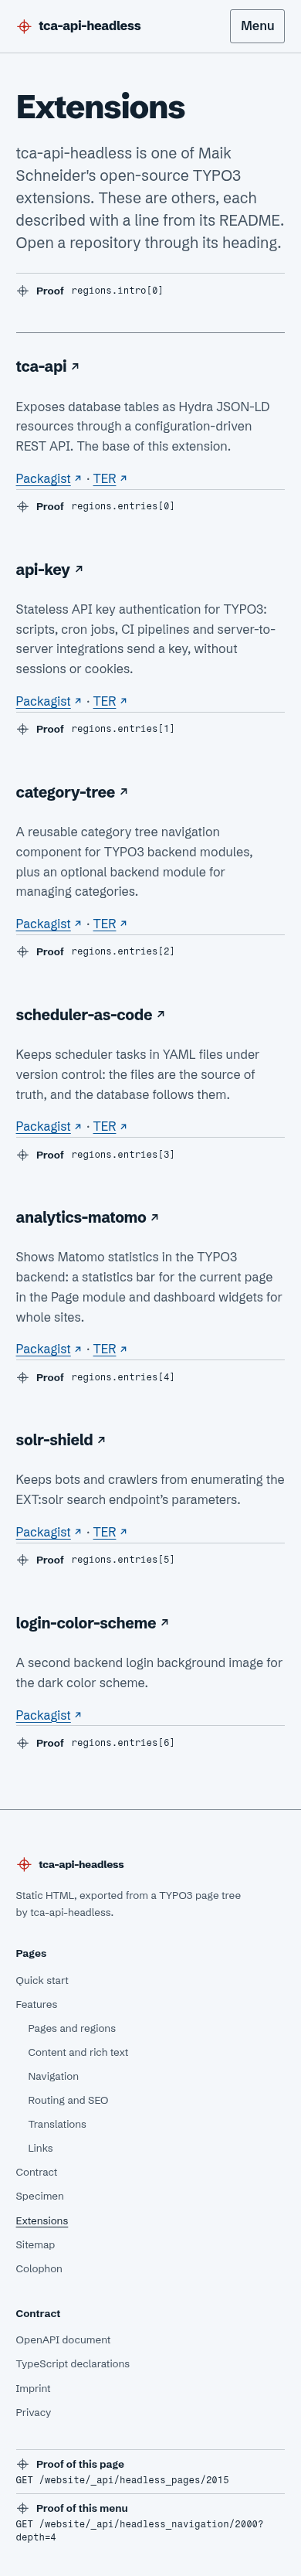 tca-api-headless
Menu
Extensions
tca-api-headless is one of Maik
Schneider's open-source TYPO3
extensions. These are others, each
described with a line from its README.
Open a repository through its heading.
Proof regions.intro[0]
tca-api ↗
Exposes database tables as Hydra JSON-LD
resources through a configuration-driven
REST API. The base of this extension.
Packagist ↗ · TER ↗
Proof regions.entries[0]
api-key ↗
Stateless API key authentication for TYPO3:
scripts, cron jobs, CI pipelines and server-to-
server integrations send a key, without
sessions or cookies.
Packagist ↗ · TER ↗
Proof regions.entries[1]
category-tree ↗
A reusable category tree navigation
component for TYPO3 backend modules,
plus an optional backend module for
managing categories.
Packagist ↗ · TER ↗
Proof regions.entries[2]
scheduler-as-code ↗
Keeps scheduler tasks in YAML files under
version control: the files are the source of
truth, and the database follows them.
Packagist ↗ · TER ↗
Proof regions.entries[3]
analytics-matomo ↗
Shows Matomo statistics in the TYPO3
backend: a statistics bar for the current page
in the Page module and dashboard widgets for
whole sites.
Packagist ↗ · TER ↗
Proof regions.entries[4]
solr-shield ↗
Keeps bots and crawlers from enumerating the
EXT:solr search endpoint’s parameters.
Packagist ↗ · TER ↗
Proof regions.entries[5]
login-color-scheme ↗
A second backend login background image for
the dark color scheme.
Packagist ↗
Proof regions.entries[6]
tca-api-headless
Static HTML, exported from a TYPO3 page tree
by tca-api-headless.
Pages
Quick start
Features
Pages and regions
Content and rich text
Navigation
Routing and SEO
Translations
Links
Contract
Specimen
Extensions
Sitemap
Colophon
Contract
OpenAPI document
TypeScript declarations
Imprint
Privacy
Proof of this page
GET /website/_api/headless_pages/2015
Proof of this menu
GET /website/_api/headless_navigation/2000?
depth=4